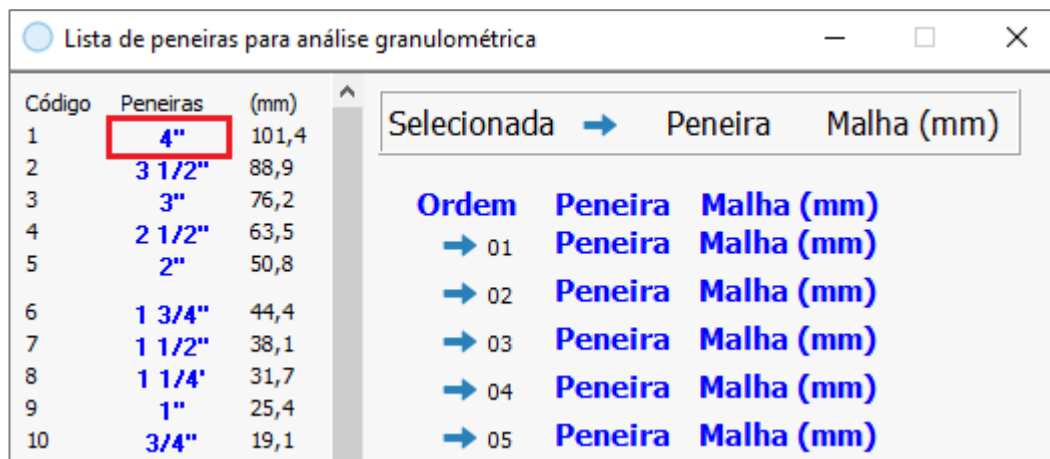 Lista de peneiras para análise granulométrica
Código Peneiras (mm)
1 4" 101,4
2 3 1/2" 88,9
3 3" 76,2
4 2 1/2" 63,5
5 2" 50,8
6 1 3/4" 44,4
7 1 1/2" 38,1
8 1 1/4' 31,7
9 1" 25,4
10 3/4" 19,1
Selecionada Peneira Malha (mm)
Ordem Peneira Malha (mm)
01 Peneira Malha (mm)
02 Peneira Malha (mm)
03 Peneira Malha (mm)
04 Peneira Malha (mm)
05 Peneira Malha (mm)